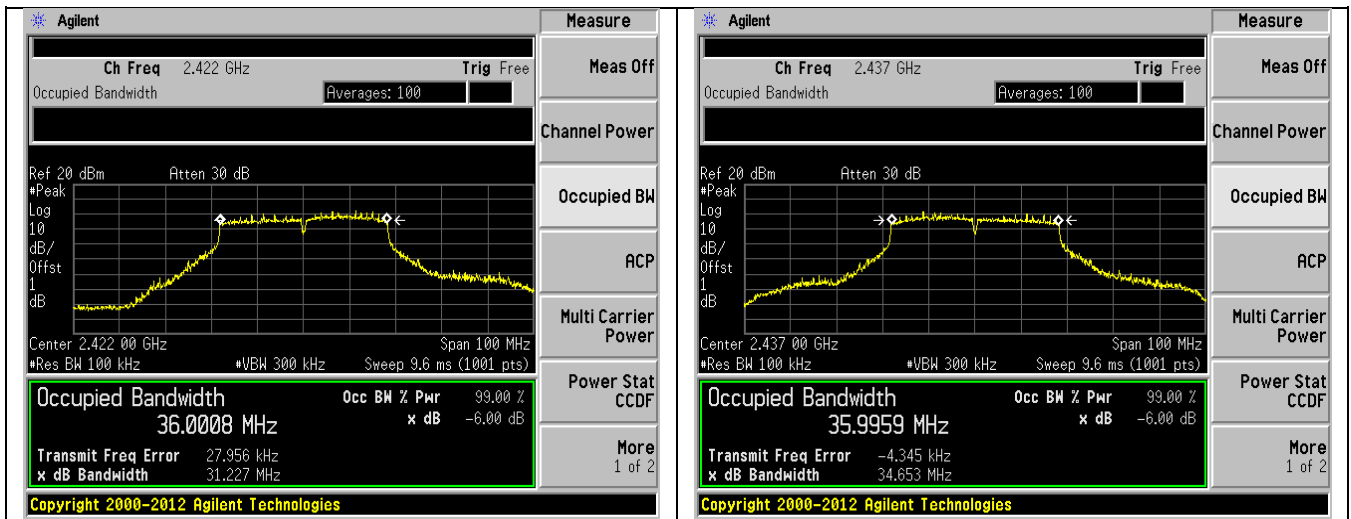 Agilent
Measure
Ch Freq 2.422 GHz Trig Free
Occupied Bandwidth Averages: 100
Ref 20 dBm Atten 30 dB
#Peak
Log
10
dB/
Offst
1
dB
Center 2.422 00 GHz Span 100 MHz
#Res BW 100 kHz #VBW 300 kHz Sweep 9.6 ms (1001 pts)
Occupied Bandwidth Occ BW % Pwr 99.00 %
36.0008 MHz x dB -6.00 dB
Transmit Freq Error 27.956 kHz
x dB Bandwidth 31.227 MHz
Copyright 2000-2012 Agilent Technologies
Meas Off
Channel Power
Occupied BW
ACP
Multi Carrier
Power
Power Stat
CCDF
More
1 of 2
Agilent
Measure
Ch Freq 2.437 GHz Trig Free
Occupied Bandwidth Averages: 100
Ref 20 dBm Atten 30 dB
#Peak
Log
10
dB/
Offst
1
dB
Center 2.437 00 GHz Span 100 MHz
#Res BW 100 kHz #VBW 300 kHz Sweep 9.6 ms (1001 pts)
Occupied Bandwidth Occ BW % Pwr 99.00 %
35.9959 MHz x dB -6.00 dB
Transmit Freq Error -4.345 kHz
x dB Bandwidth 34.653 MHz
Copyright 2000-2012 Agilent Technologies
Meas Off
Channel Power
Occupied BW
ACP
Multi Carrier
Power
Power Stat
CCDF
More
1 of 2